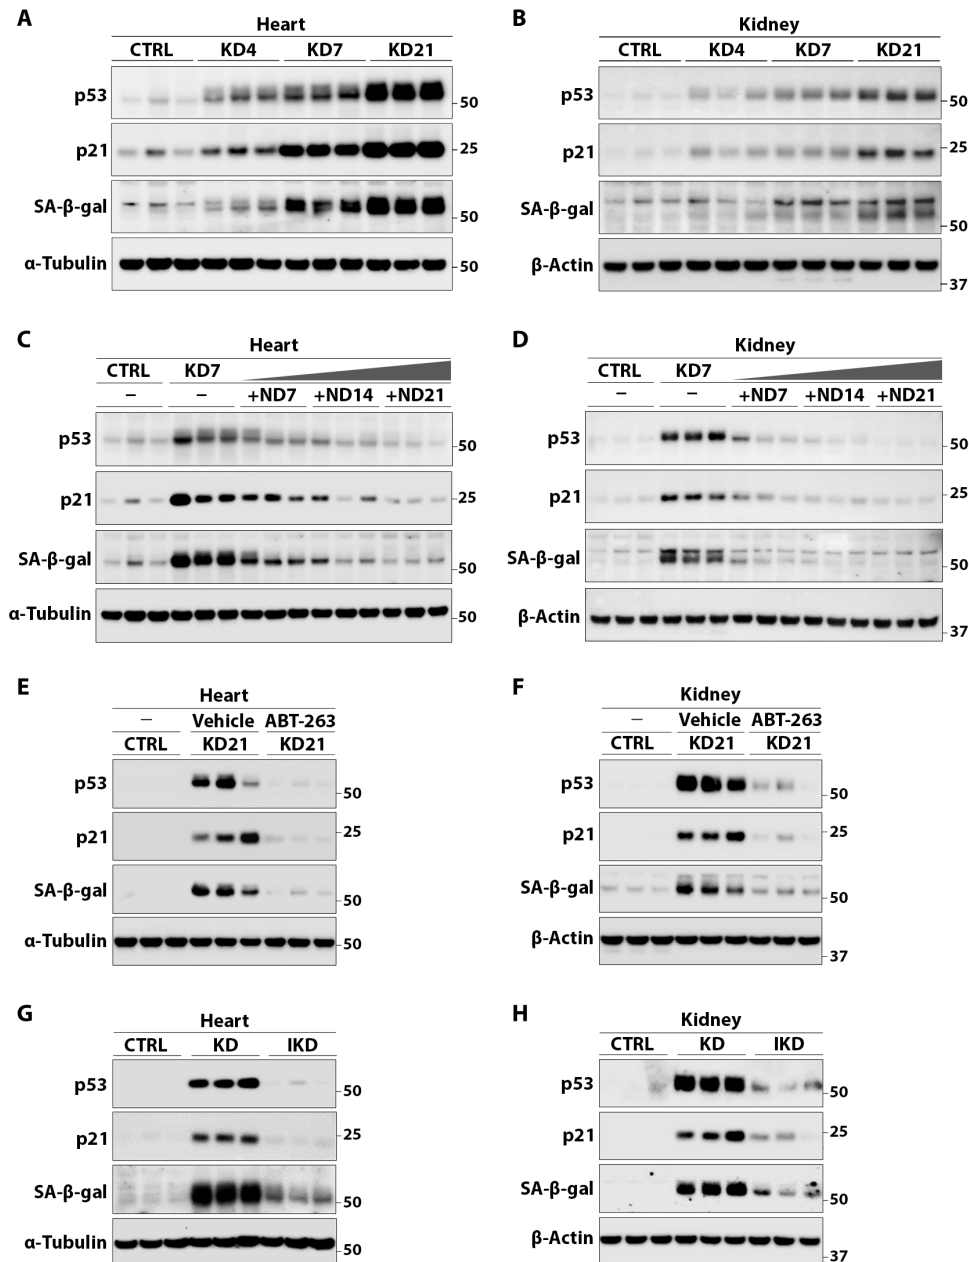 A
Heart
CTRL KD4 KD7 KD21
p53 50
p21 25
SA-β-gal 50
α-Tubulin 50
B
Kidney
CTRL KD4 KD7 KD21
p53 50
p21 25
SA-β-gal 50
β-Actin 37
C
Heart
CTRL KD7
– – +ND7 +ND14 +ND21
p53 50
p21 25
SA-β-gal 50
α-Tubulin 50
D
Kidney
CTRL KD7
– – +ND7 +ND14 +ND21
p53 50
p21 25
SA-β-gal 50
β-Actin 37
E
Heart
– Vehicle ABT-263
CTRL KD21 KD21
p53 50
p21 25
SA-β-gal 50
α-Tubulin 50
F
Kidney
– Vehicle ABT-263
CTRL KD21 KD21
p53 50
p21 25
SA-β-gal 50
β-Actin 37
G
Heart
CTRL KD IKD
p53 50
p21 25
SA-β-gal 50
α-Tubulin 50
H
Kidney
CTRL KD IKD
p53 50
p21 25
SA-β-gal 50
β-Actin 37